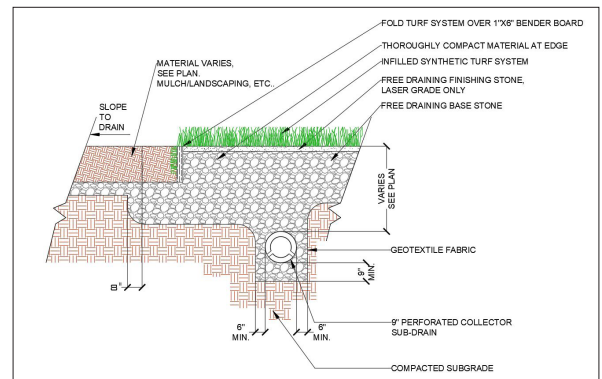 FOLD TURF SYSTEM OVER 1"X6" BENDER BOARD
THOROUGHLY COMPACT MATERIAL AT EDGE
INFILLED SYNTHETIC TURF SYSTEM
FREE DRAINING FINISHING STONE,
LASER GRADE ONLY
FREE DRAINING BASE STONE
MATERIAL VARIES,
SEE PLAN.
MULCH/LANDSCAPING, ETC..
SLOPE
TO
DRAIN
VARIES
SEE PLAN
GEOTEXTILE FABRIC
9"
MIN.
8"
6"
MIN.
6"
MIN.
9" PERFORATED COLLECTOR
SUB-DRAIN
COMPACTED SUBGRADE